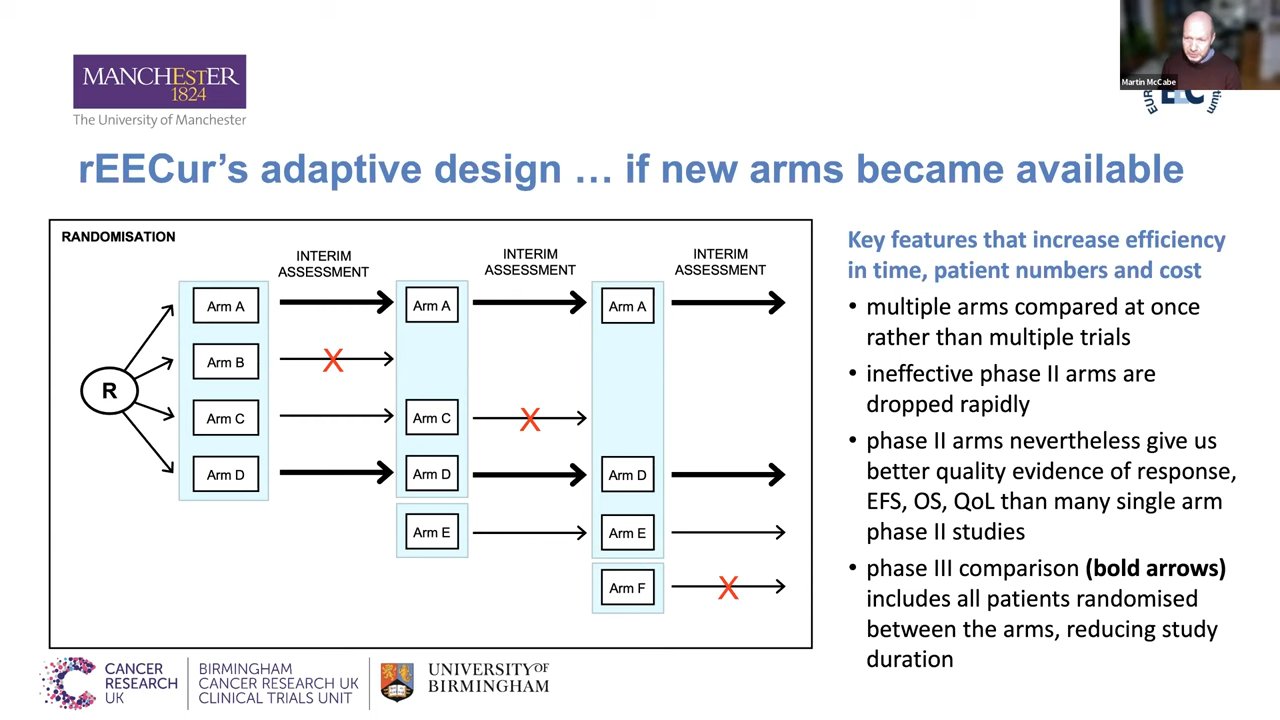 MANCHESTER
1824
The University of Manchester
Martin McCabe
EUR
EEC
tium
rEECur’s adaptive design … if new arms became available
RANDOMISATION
INTERIM
ASSESSMENT
INTERIM
ASSESSMENT
INTERIM
ASSESSMENT
R
Arm A
Arm B
Arm C
Arm D
X
Arm A
Arm C
Arm D
Arm E
X
Arm A
Arm D
Arm E
Arm F
X
Key features that increase efficiency
in time, patient numbers and cost
• multiple arms compared at once
rather than multiple trials
• ineffective phase II arms are
dropped rapidly
• phase II arms nevertheless give us
better quality evidence of response,
EFS, OS, QoL than many single arm
phase II studies
• phase III comparison (bold arrows)
includes all patients randomised
between the arms, reducing study
duration
CANCER
RESEARCH
UK
BIRMINGHAM
CANCER RESEARCH UK
CLINICAL TRIALS UNIT
UNIVERSITY OF
BIRMINGHAM